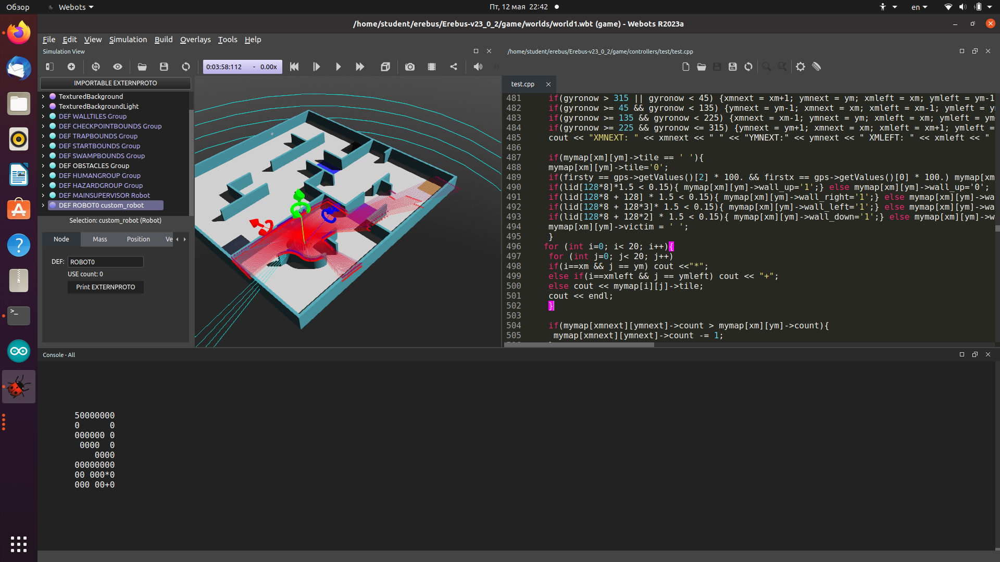 Обзор
Webots
Пт, 12 мая 22:42
en
/home/student/erebus/Erebus-v23_0_2/game/worlds/world1.wbt (game) - Webots R2023a
File Edit View Simulation Build Overlays Tools Help
Simulation View
/home/student/erebus/Erebus-v23_0_2/game/controllers/test/test.cpp
0:03:58:112 - 0.00x
IMPORTABLE EXTERNPROTO
TexturedBackground
TexturedBackgroundLight
DEF WALLTILES Group
DEF CHECKPOINTBOUNDS Group
DEF TRAPBOUNDS Group
DEF STARTBOUNDS Group
DEF SWAMPBOUNDS Group
DEF OBSTACLES Group
DEF HUMANGROUP Group
DEF HAZARDGROUP Group
DEF MAINSUPERVISOR Robot
DEF ROBOT0 custom_robot
Selection: custom_robot (Robot)
Node Mass Position Ve
DEF: ROBOT0
USE count: 0
Print EXTERNPROTO
test.cpp
481 if(gyronow > 315 || gyronow < 45) {xmnext = xm+1; ymnext = ym; xmleft = xm; ymleft = ym-1
482 if(gyronow >= 45 && gyronow < 135) {ymnext = ym-1; xmnext = xm; xmleft = xm-1; ymleft = y
483 if(gyronow >= 135 && gyronow < 225) {xmnext = xm-1; ymnext = ym; xmleft = xm; ymleft = ym
484 if(gyronow >= 225 && gyronow <= 315) {ymnext = ym+1; xmnext = xm; xmleft = xm+1; ymleft =
485 cout << "XMNEXT: " << xmnext << " " << "YMNEXT:" << ymnext << " XMLEFT: " << xmleft << "
486
487 if(mymap[xm][ym]->tile == ' '){
488 mymap[xm][ym]->tile='0';
489 if(firsty == gps->getValues()[2] * 100. && firstx == gps->getValues()[0] * 100.) mymap[xm
490 if(lid[128*8]*1.5 < 0.15){ mymap[xm][ym]->wall_up='1';} else mymap[xm][ym]->wall_up='0';
491 if(lid[128*8 + 128] * 1.5 < 0.15){ mymap[xm][ym]->wall_right='1';} else mymap[xm][ym]->wa
492 if(lid[128*8 + 128*3]* 1.5 < 0.15){ mymap[xm][ym]->wall_left='1';} else mymap[xm][ym]->wa
493 if(lid[128*8 + 128*2] * 1.5 < 0.15){ mymap[xm][ym]->wall_down='1';} else mymap[xm][ym]->w
494 mymap[xm][ym]->victim = ' ';
495 }
496 for (int i=0; i< 20; i++){
497 for (int j=0; j< 20; j++)
498 if(i==xm && j == ym) cout <<"*";
499 else if(i==xmleft && j == ymleft) cout << "+";
500 else cout << mymap[i][j]->tile;
501 cout << endl;
502 }
503
504 if(mymap[xmnext][ymnext]->count > mymap[xm][ym]->count){
505 mymap[xmnext][ymnext]->count -= 1;
Console - All
50000000
0      0
000000 0
 0000  0
    0000
00000000
00 000*0
000 00+0